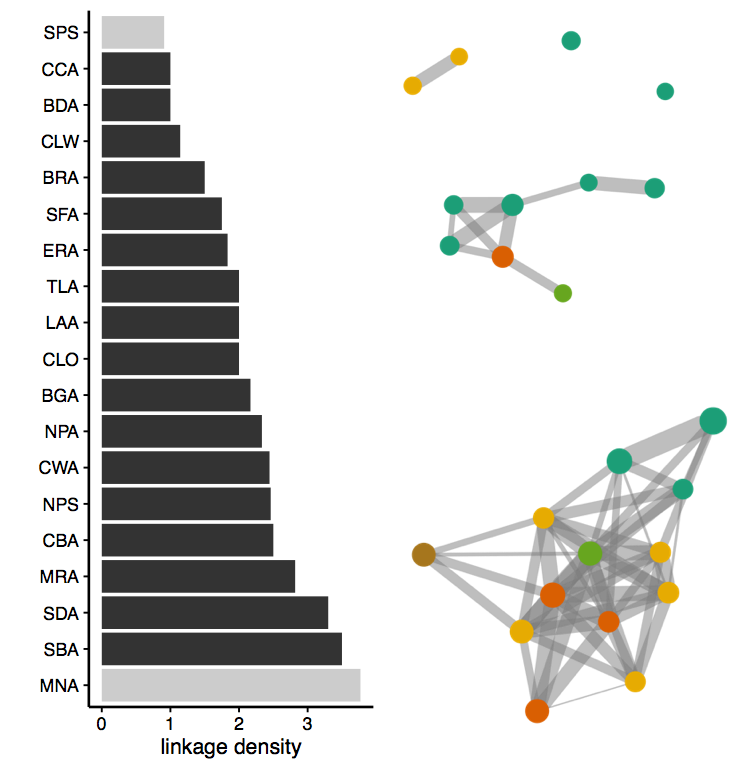 SPS
CCA
BDA
CLW
BRA
SFA
ERA
TLA
LAA
CLO
BGA
NPA
CWA
NPS
CBA
MRA
SDA
SBA
MNA
0 1 2 3
linkage density